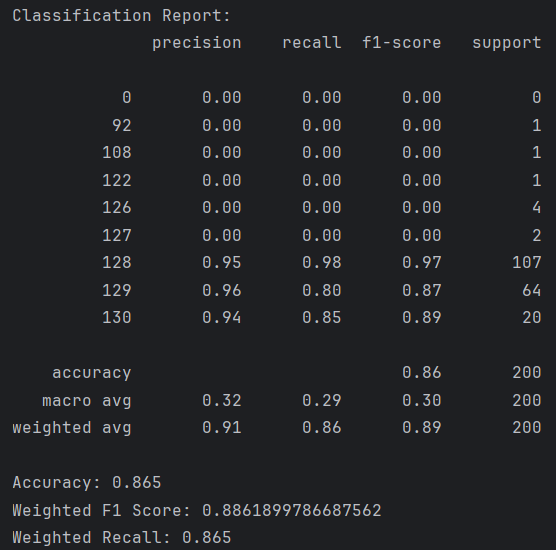 Classification Report:
precision recall f1-score support
0 0.00 0.00 0.00 0
92 0.00 0.00 0.00 1
108 0.00 0.00 0.00 1
122 0.00 0.00 0.00 1
126 0.00 0.00 0.00 4
127 0.00 0.00 0.00 2
128 0.95 0.98 0.97 107
129 0.96 0.80 0.87 64
130 0.94 0.85 0.89 20
accuracy 0.86 200
macro avg 0.32 0.29 0.30 200
weighted avg 0.91 0.86 0.89 200
Accuracy: 0.865
Weighted F1 Score: 0.8861899786687562
Weighted Recall: 0.865